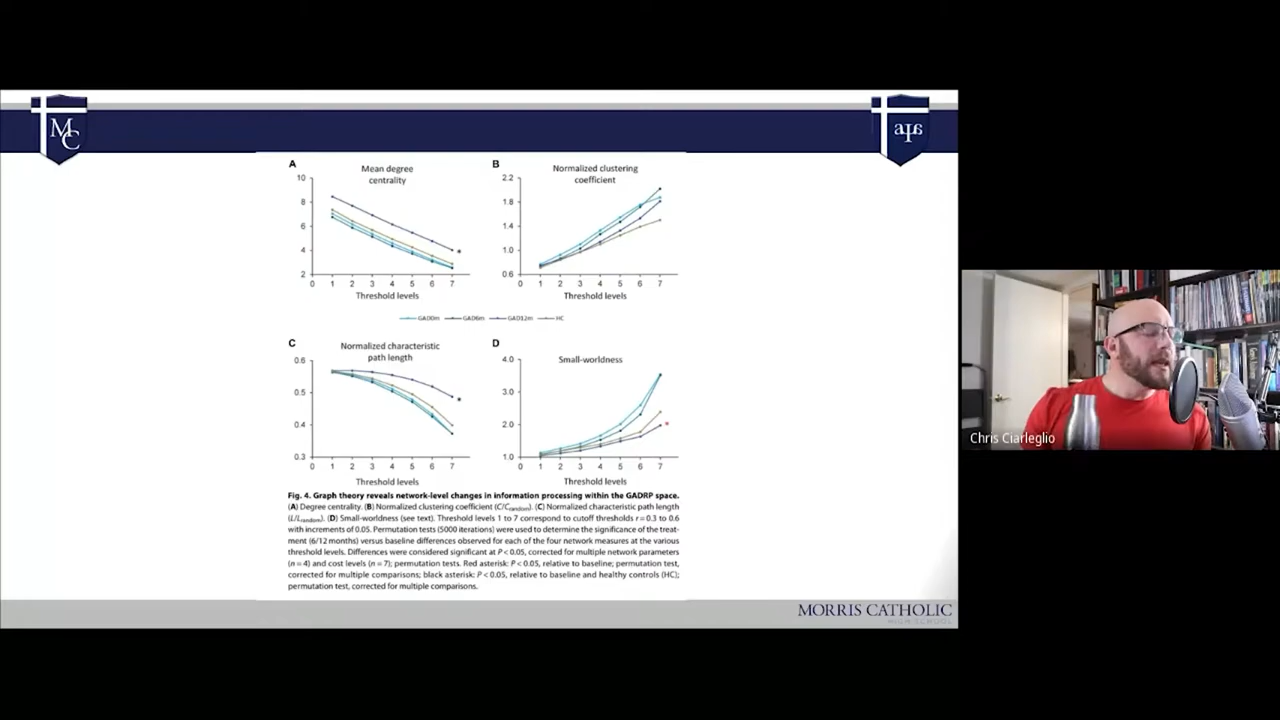 MC
A
Mean degree
centrality
10
8
6
4
2
0 1 2 3 4 5 6 7
Threshold levels
*
B
Normalized clustering
coefficient
2.2
1.8
1.4
1.0
0.6
0 1 2 3 4 5 6 7
Threshold levels
GAD0m GAD6m GAD12m HC
C
Normalized characteristic
path length
0.6
0.5
0.4
0.3
0 1 2 3 4 5 6 7
Threshold levels
*
D
Small-worldness
4.0
3.0
2.0
1.0
0 1 2 3 4 5 6 7
Threshold levels
*
Fig. 4. Graph theory reveals network-level changes in information processing within the GADRP space.
(A) Degree centrality. (B) Normalized clustering coefficient (C/Crandom). (C) Normalized characteristic path length
(L/Lrandom). (D) Small-worldness (see text). Threshold levels 1 to 7 correspond to cutoff thresholds r = 0.3 to 0.6
with increments of 0.05. Permutation tests (5000 iterations) were used to determine the significance of the treat-
ment (6/12 months) versus baseline differences observed for each of the four network measures at the various
threshold levels. Differences were considered significant at P < 0.05, corrected for multiple network parameters
(n = 4) and cost levels (n = 7); permutation tests. Red asterisk: P < 0.05, relative to baseline; permutation test,
corrected for multiple comparisons; black asterisk: P < 0.05, relative to baseline and healthy controls (HC);
permutation test, corrected for multiple comparisons.
MORRIS CATHOLIC
HIGH SCHOOL
Chris Ciarleglio